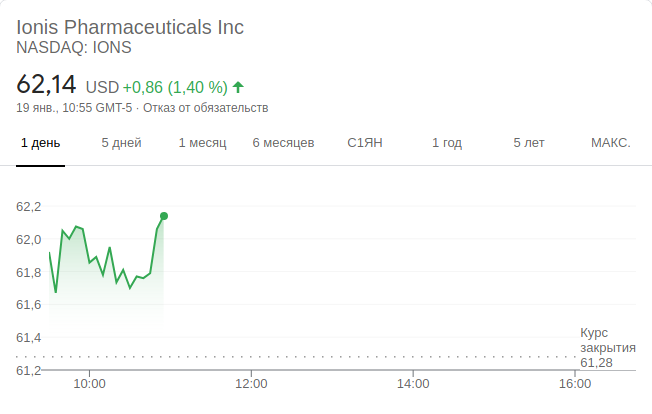 Ionis Pharmaceuticals Inc
NASDAQ: IONS
62,14 USD +0,86 (1,40 %)
19 янв., 10:55 GMT-5 · Отказ от обязательств
1 день 5 дней 1 месяц 6 месяцев С1ЯН 1 год 5 лет МАКС.
62,2
62,0
61,8
61,6
61,4
61,2
Курс
закрытия
61,28
10:00 12:00 14:00 16:00